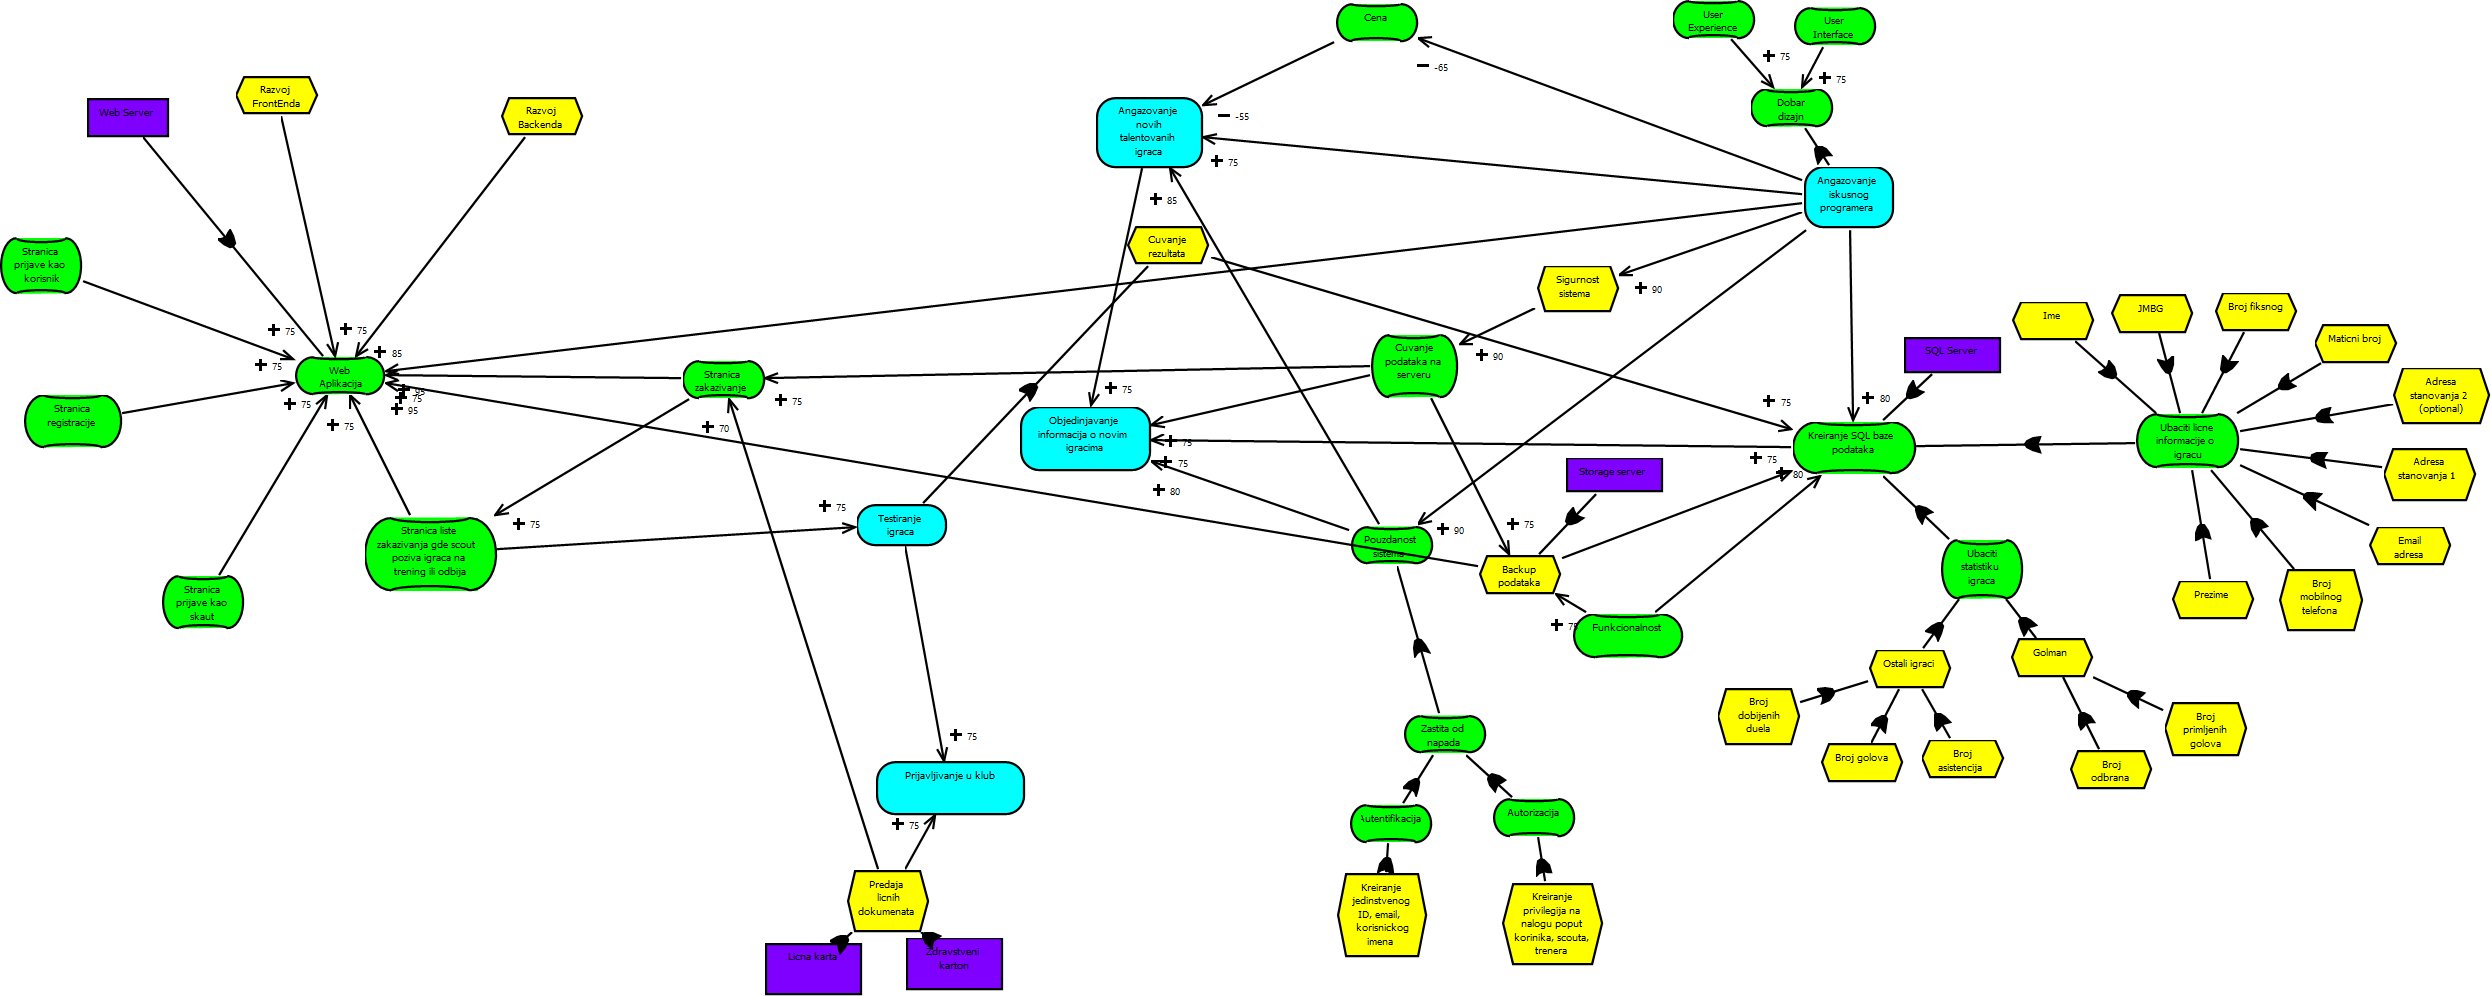 Cena
User
Experience
User
Interface
+ 75
+ 75
− -65
Dobar
dizajn
Web Server
Razvoj
FrontEnda
Razvoj
Backenda
Angazovanje
novih
talentovanih
igraca
− -55
+ 75
Angazovanje
iskusnog
programera
+ 85
Cuvanje
rezultata
Stranica
prijave kao
korisnik
Sigurnost
sistema
+ 90
Ime
JMBG
Broj fiksnog
Maticni broj
+ 75
+ 75
+ 75
+ 85
Web
Aplikacija
Stranica
zakazivanje
Cuvanje
podataka na
serveru
+ 90
SQL Server
Adresa
stanovanja 2
(optional)
+ 95
+ 75
+ 95
+ 75
+ 75
+ 75
+ 75
+ 80
Stranica
registracije
+ 75
+ 70
Objedinjavanje
informacija o novim
igracima
+ 75
+ 75
+ 80
Kreiranje SQL baze
podataka
+ 75
+ 80
Ubaciti licne
informacije o
igracu
Adresa
stanovanja 1
Storage server
Stranica liste
zakazivanja gde scout
poziva igraca na
trening ili odbija
+ 75
+ 75
Testiranje
igraca
Pouzdanost
sistema
+ 90
+ 75
Email
adresa
Backup
podataka
Ubaciti
statistiku
igraca
Stranica
prijave kao
skaut
Prezime
Broj
mobilnog
telefona
+ 75
Funkcionalnost
Ostali igraci
Golman
Broj
dobijenih
duela
Broj golova
Broj
asistencija
Broj
odbrana
Broj
primljenih
golova
Zastita od
napada
+ 75
Prijavljivanje u klub
+ 75
Autentifikacija
Autorizacija
Predaja
licnih
dokumenata
Kreiranje
jedinstvenog
ID, email,
korisnickog
imena
Kreiranje
privilegija na
nalogu poput
korinika, scouta,
trenera
Licna karta
Zdravstveni
karton